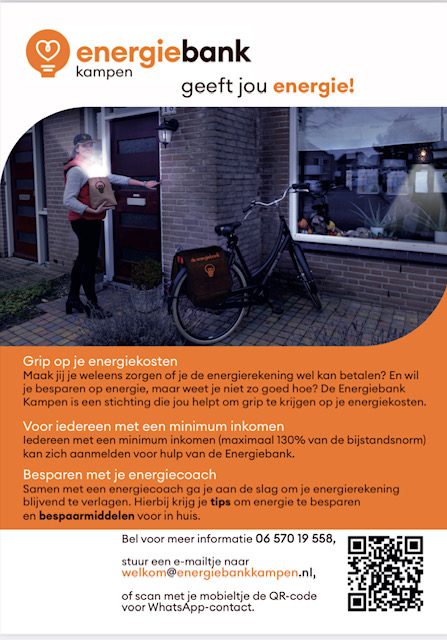 energiebank
kampen
geeft jou energie!
de energiebank
Grip op je energiekosten
Maak jij je weleens zorgen of je de energierekening wel kan betalen? En wil
je besparen op energie, maar weet je niet zo goed hoe? De Energiebank
Kampen is een stichting die jou helpt om grip te krijgen op je energiekosten.
Voor iedereen met een minimum inkomen
Iedereen met een minimum inkomen (maximaal 130% van de bijstandsnorm)
kan zich aanmelden voor hulp van de Energiebank.
Besparen met je energiecoach
Samen met een energiecoach ga je aan de slag om je energierekening
blijvend te verlagen. Hierbij krijg je tips om energie te besparen
en bespaarmiddelen voor in huis.
Bel voor meer informatie 06 570 19 558,
stuur een e-mailtje naar
welkom@energiebankkampen.nl,
of scan met je mobieltje de QR-code
voor WhatsApp-contact.